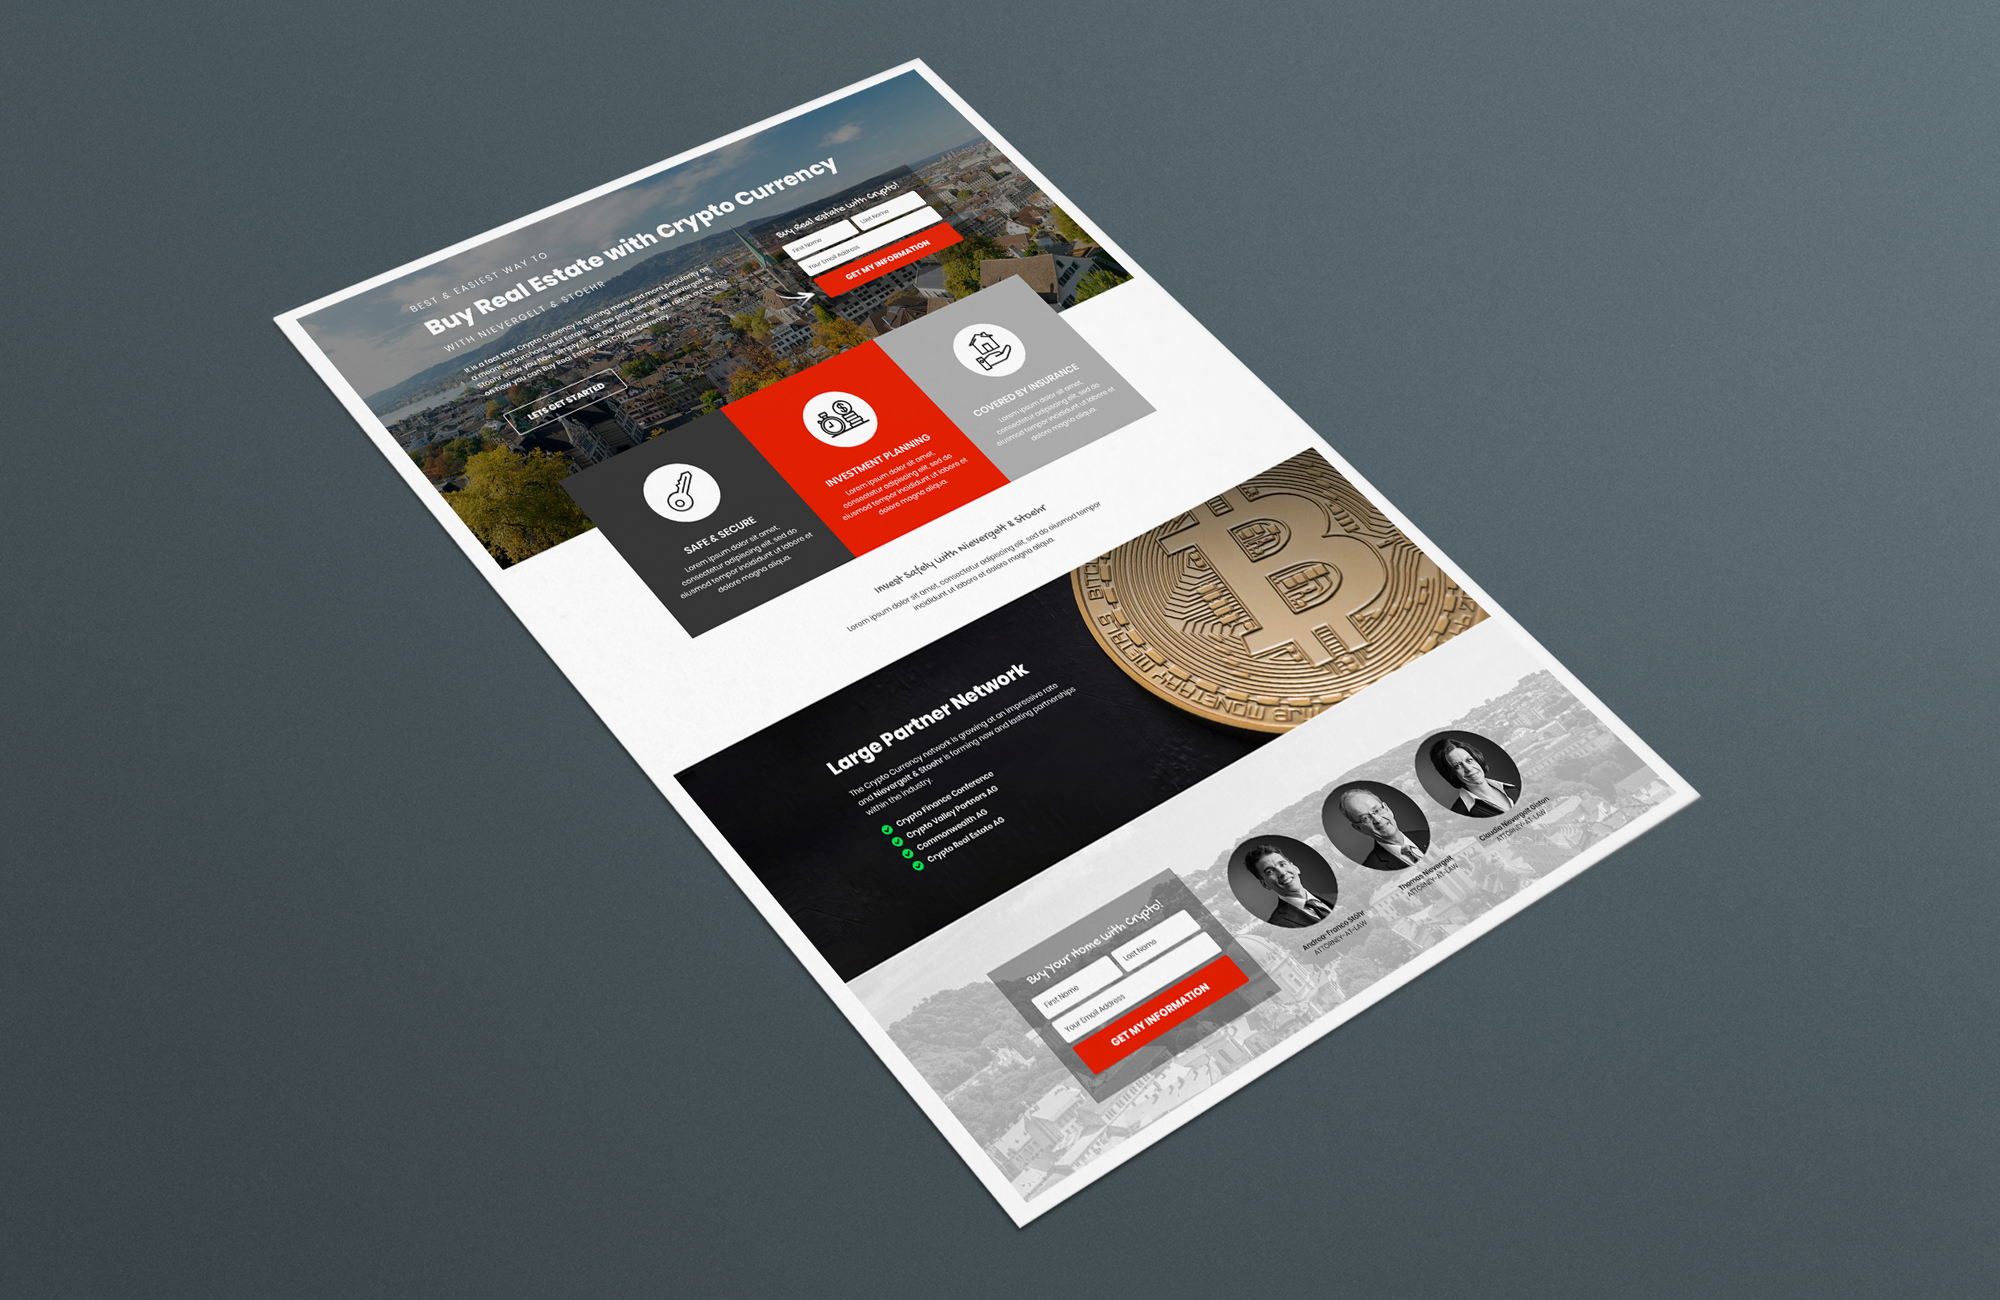 BEST & EASIEST WAY TO
Buy Real Estate with Crypto Currency
WITH NIEVERGELT & STOEHR
It is a fact that Crypto Currency is gaining more and more popularity as
a means to purchase Real Estate. Let the professionals at Nievergelt &
Stoehr show you how. Simply fill out our form and we will reach out to you
on how you can Buy Real Estate with Crypto Currency.
LETS GET STARTED
Buy Real Estate with Crypto!
First Name
Last Name
Your Email Address
GET MY INFORMATION
SAFE & SECURE
Lorem ipsum dolor sit amet,
consectetur adipiscing elit, sed do
eiusmod tempor incididunt ut labore et
dolore magna aliqua.
INVESTMENT PLANNING
Lorem ipsum dolor sit amet,
consectetur adipiscing elit, sed do
eiusmod tempor incididunt ut labore et
dolore magna aliqua.
COVERED BY INSURANCE
Lorem ipsum dolor sit amet,
consectetur adipiscing elit, sed do
eiusmod tempor incididunt ut labore et
dolore magna aliqua.
Invest Safely With Nievergelt & Stoehr
Lorem ipsum dolor sit amet, consectetur adipiscing elit, sed do eiusmod tempor
incididunt ut labore et dolore magna aliqua.
Large Partner Network
The Crypto Currency network is growing at an impressive rate
and Nievergelt & Stoehr is forming new and lasting partnerships
within the industry.
Crypto Finance Conference
Crypto Valley Partners AG
Commonwealth AG
Crypto Real Estate AG
B
Buy Your Home with Crypto!
First Name
Last Name
Your Email Address
GET MY INFORMATION
Andrea-Franco Stöhr
ATTORNEY-AT-LAW
Thomas Nievergelt
ATTORNEY-AT-LAW
Claudia Nievergelt Giston
ATTORNEY-AT-LAW